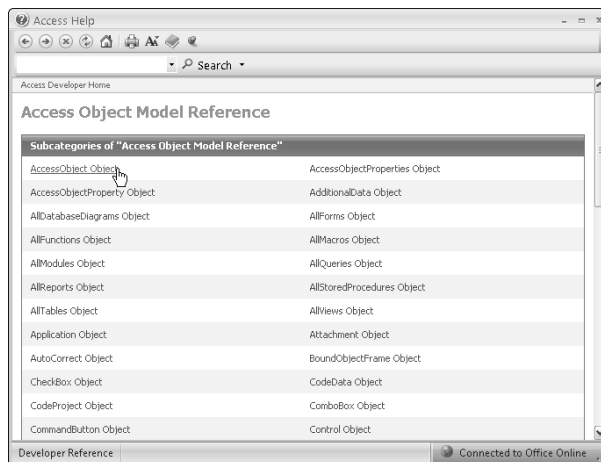 Access Help
Search
Access Developer Home
Access Object Model Reference
Subcategories of "Access Object Model Reference"
AccessObject Object
AccessObjectProperties Object
AccessObjectProperty Object
AdditionalData Object
AllDatabaseDiagrams Object
AllForms Object
AllFunctions Object
AllMacros Object
AllModules Object
AllQueries Object
AllReports Object
AllStoredProcedures Object
AllTables Object
AllViews Object
Application Object
Attachment Object
AutoCorrect Object
BoundObjectFrame Object
CheckBox Object
CodeData Object
CodeProject Object
ComboBox Object
CommandButton Object
Control Object
Developer Reference
Connected to Office Online